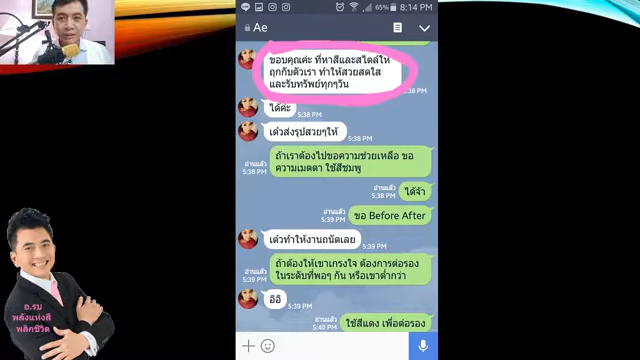 65% 8:14 PM
Ae
ขอบคุณค่ะ ที่หาสีและสไตล์ให้
ถูกกับตัวเรา ทำให้สวยสดใส
และรับทรัพย์ทุกๆวัน
5:38 PM
ได้ค่ะ
5:38 PM
เด๋วส่งรูปสวยๆให้
5:38 PM
ถ้าเราต้องไปขอความช่วยเหลือ ขอ
ความเมตตา ใช้สีชมพู
อ่านแล้ว
5:38 PM
ได้จ้า
อ่านแล้ว
5:38 PM
ขอ Before After
อ่านแล้ว
5:39 PM
เด๋วทำให้งานถนัดเลย
5:39 PM
ถ้าต้องให้เขาเกรงใจ ต้องการต่อรอง
ในระดับที่พอๆ กัน หรือเขาต่ำกว่า
อ่านแล้ว
5:39 PM
อิอิ
5:39 PM
ใช้สีแดง เพื่อต่อรอง
อ่านแล้ว
5:40 PM
อ.รบ
พลังแห่งสี
พลิกชีวิต